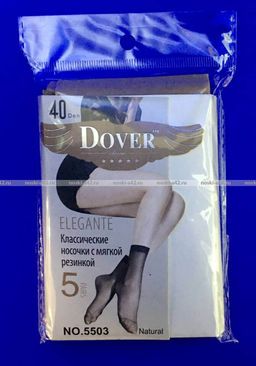 40 Den
DOVER
ELEGANTE
Классические
носочки с мягкой
резинкой
5
NO.5503
Natural